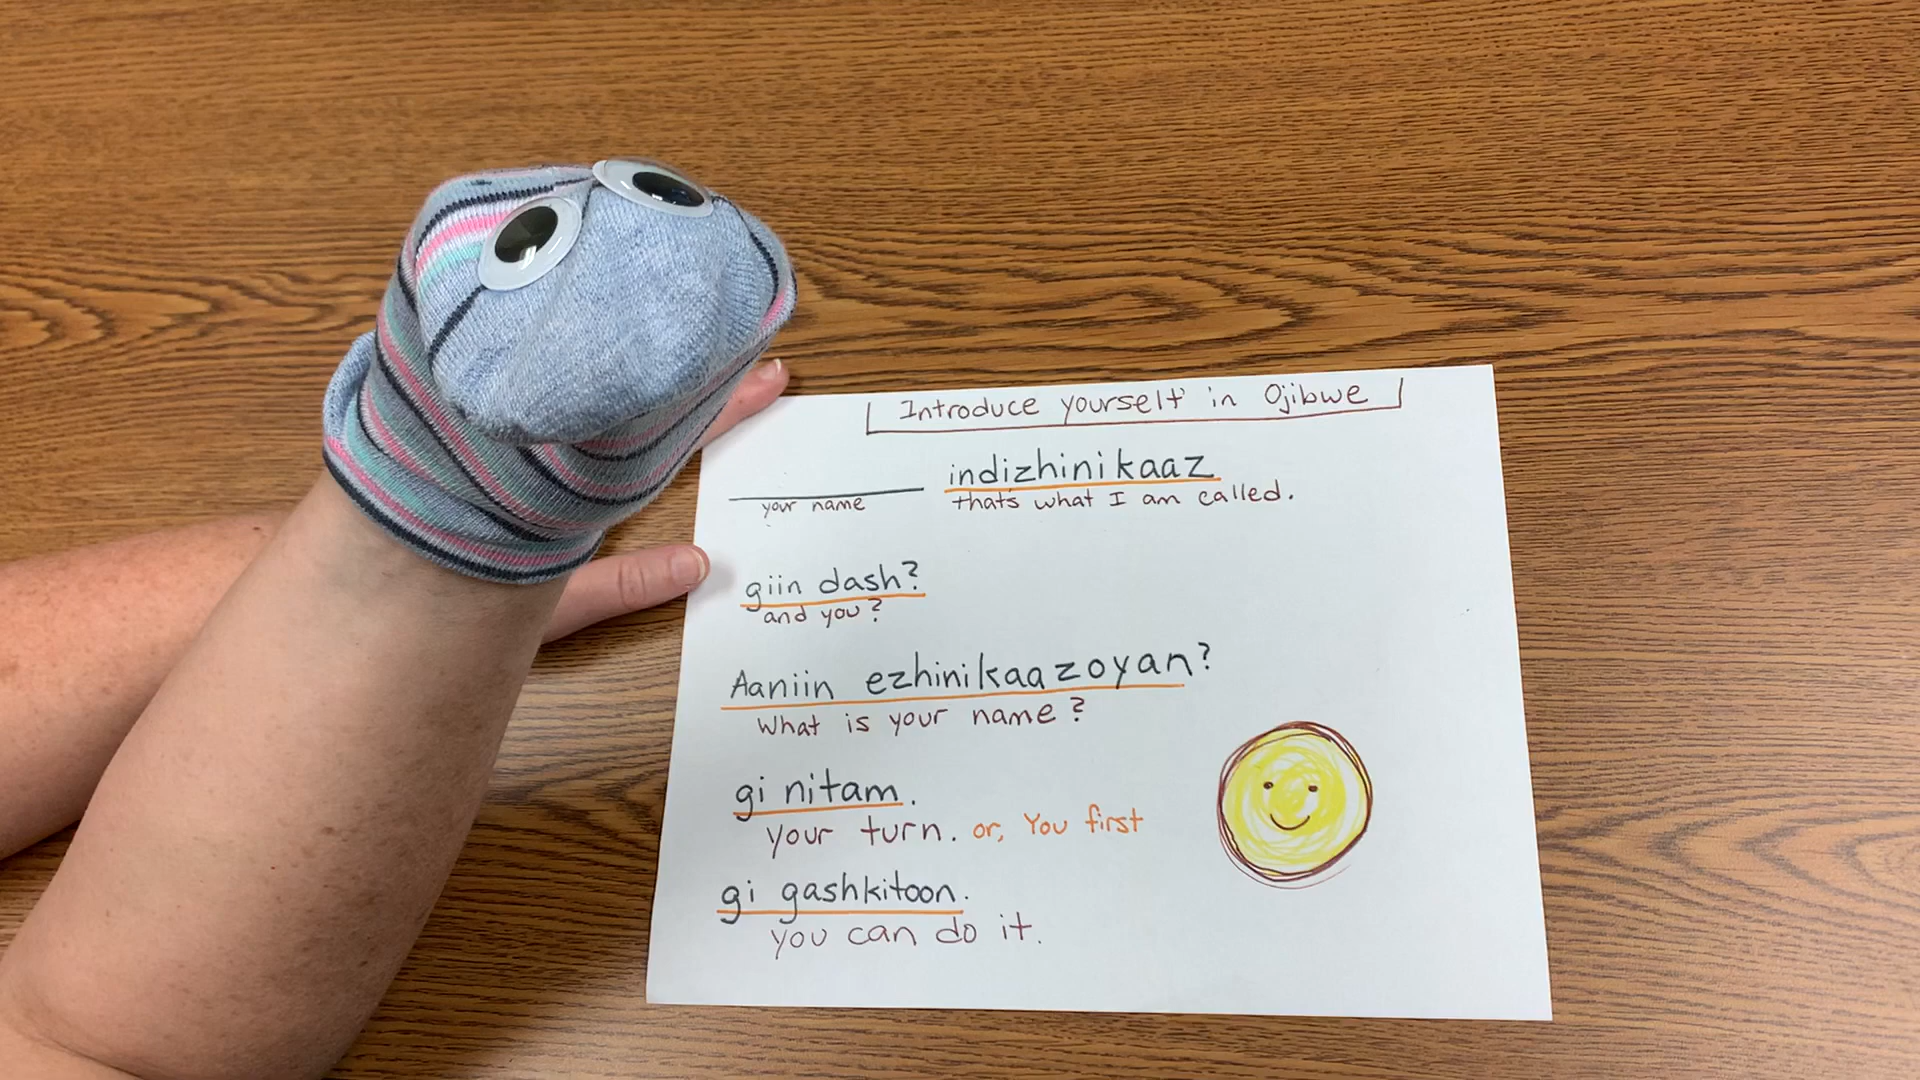 Introduce yourself in Ojibwe
indizhinikaaz
your name thats what I am called.
giin dash?
and you?
Aaniin ezhinikaazoyan?
What is your name?
gi nitam.
your turn. or, You first
gi gashkitoon.
you can do it.